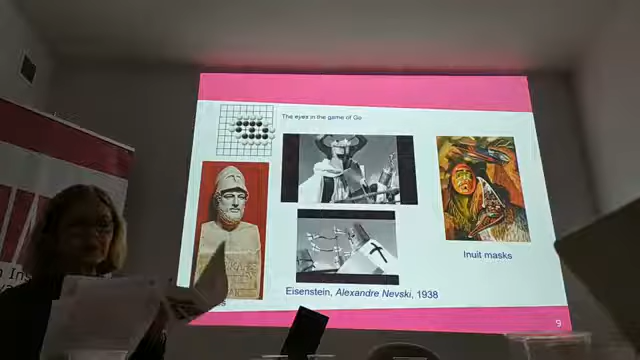 The eyes in the game of Go
Inuit masks
Eisenstein, Alexandre Nevski, 1938
9